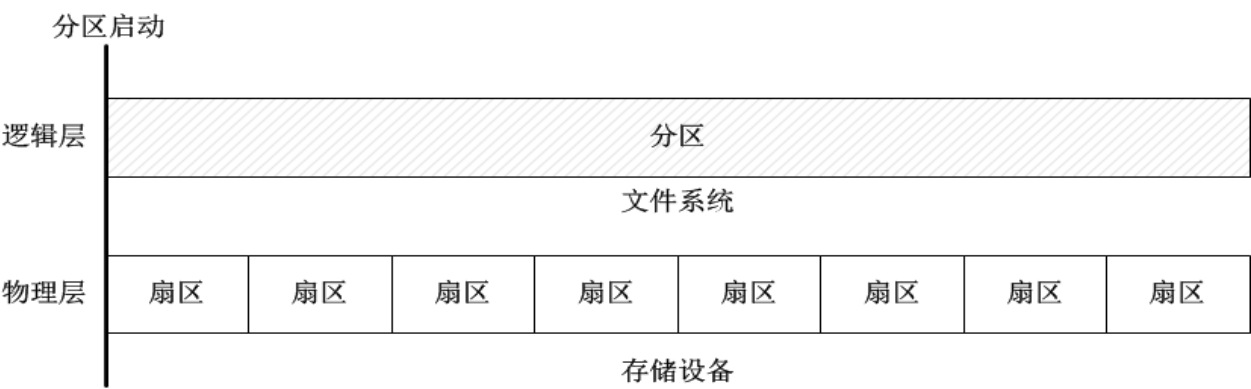 分区启动
逻辑层
分区
文件系统
物理层
扇区 扇区 扇区 扇区 扇区 扇区 扇区 扇区
存储设备